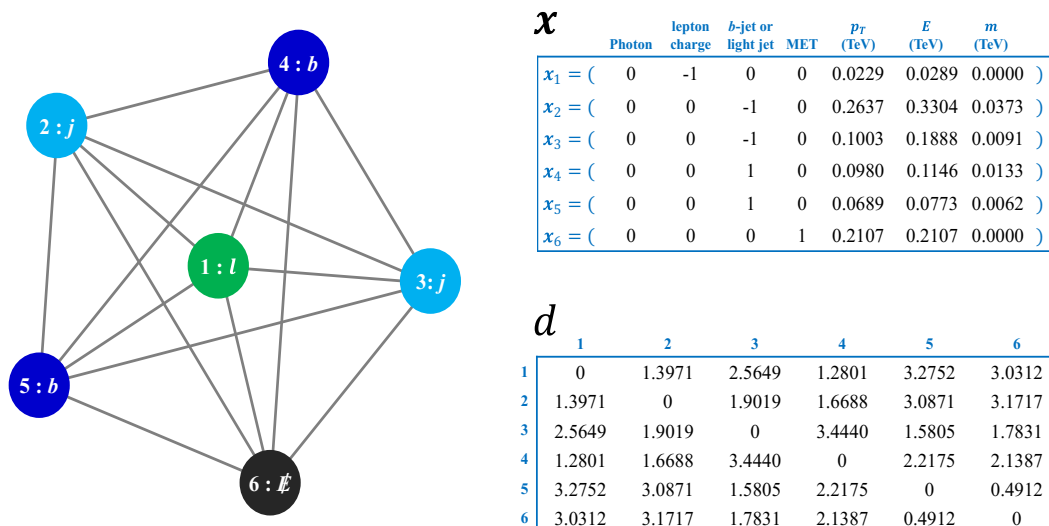 4 : b
2 : j
1 : l
3: j
5 : b
6 : E̸
x
Photon lepton charge b-jet or light jet MET p_T (TeV) E (TeV) m (TeV)
x₁ = ( 0 -1 0 0 0.0229 0.0289 0.0000 )
x₂ = ( 0 0 -1 0 0.2637 0.3304 0.0373 )
x₃ = ( 0 0 -1 0 0.1003 0.1888 0.0091 )
x₄ = ( 0 0 1 0 0.0980 0.1146 0.0133 )
x₅ = ( 0 0 1 0 0.0689 0.0773 0.0062 )
x₆ = ( 0 0 0 1 0.2107 0.2107 0.0000 )
d
1 2 3 4 5 6
1 0 1.3971 2.5649 1.2801 3.2752 3.0312
2 1.3971 0 1.9019 1.6688 3.0871 3.1717
3 2.5649 1.9019 0 3.4440 1.5805 1.7831
4 1.2801 1.6688 3.4440 0 2.2175 2.1387
5 3.2752 3.0871 1.5805 2.2175 0 0.4912
6 3.0312 3.1717 1.7831 2.1387 0.4912 0